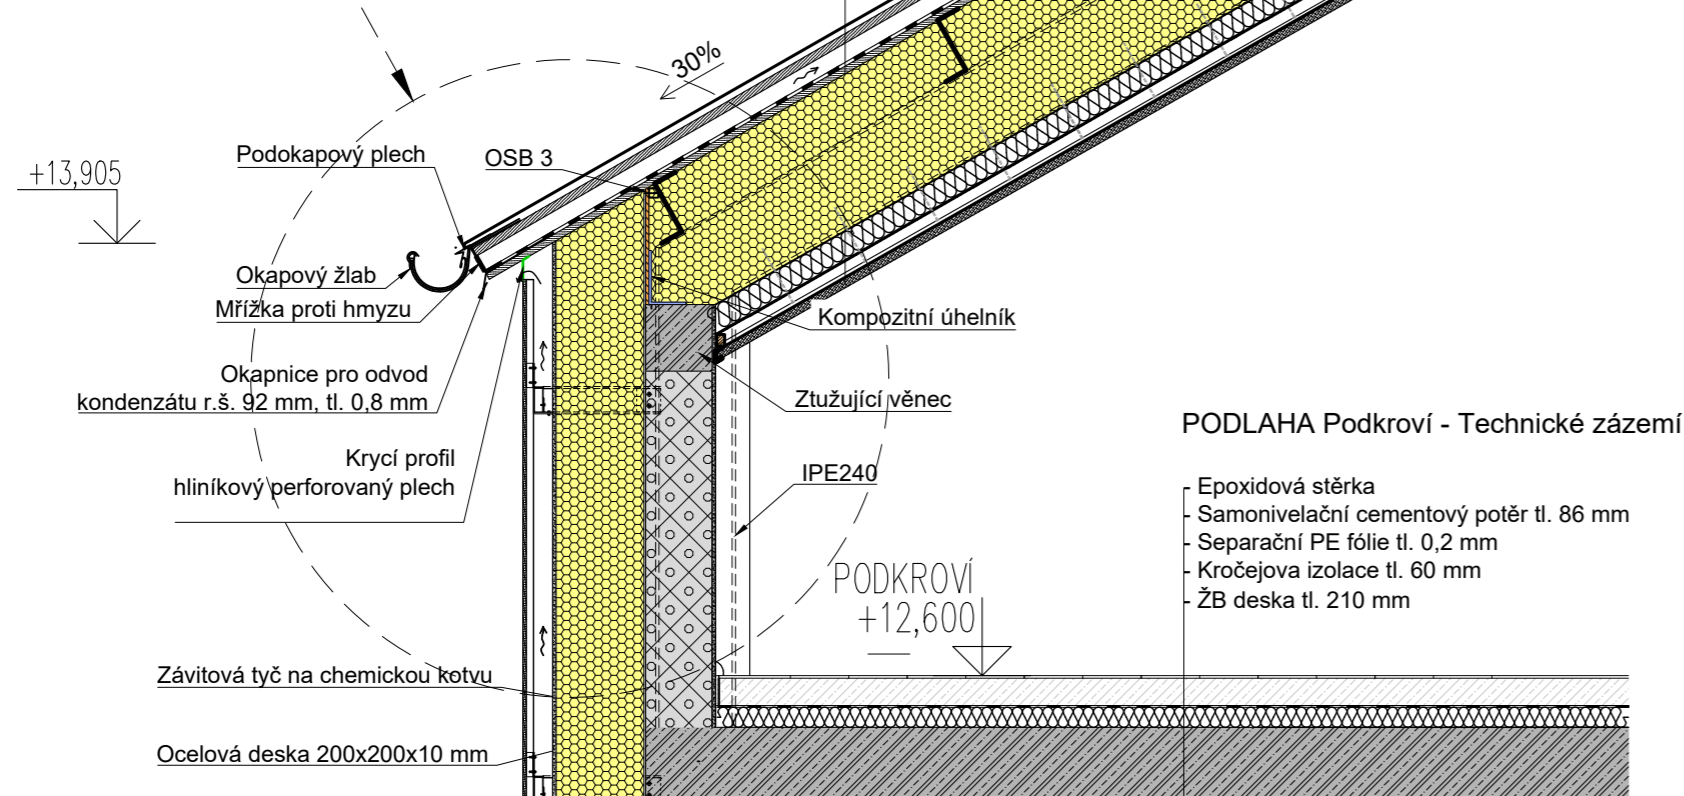 30%
Podokapový plech
OSB 3
+13,905
Okapový žlab
Mřížka proti hmyzu
Kompozitní úhelník
Okapnice pro odvod
kondenzátu r.š. 92 mm, tl. 0,8 mm
Ztužující věnec
PODLAHA Podkroví - Technické zázemí
Krycí profil
hliníkový perforovaný plech
IPE240
- Epoxidová stěrka
- Samonivelační cementový potěr tl. 86 mm
- Separační PE fólie tl. 0,2 mm
- Kročejova izolace tl. 60 mm
- ŽB deska tl. 210 mm
PODKROVÍ
+12,600
Závitová tyč na chemickou kotvu
Ocelová deska 200x200x10 mm